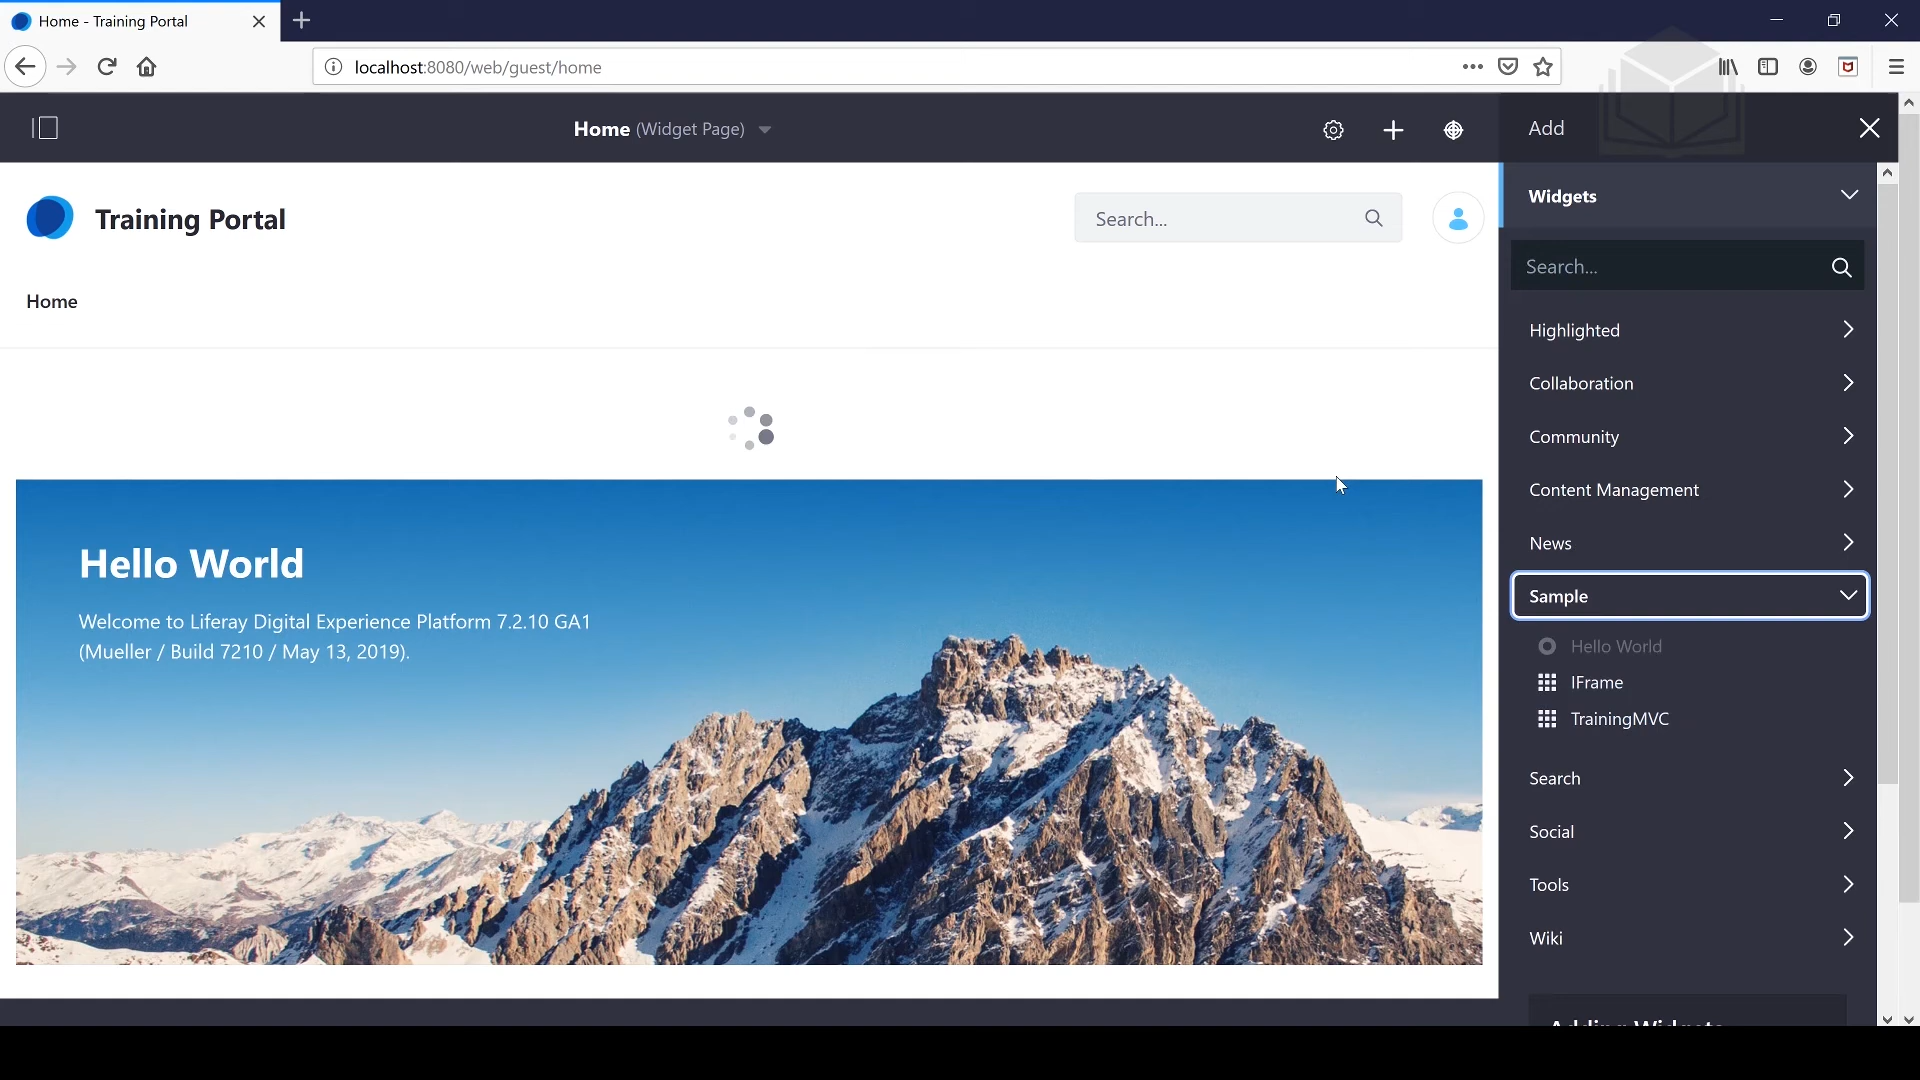 Home - Training Portal
localhost:8080/web/guest/home
Home (Widget Page)
Add
Training Portal
Search...
Widgets
Search...
Home
Highlighted
Collaboration
Community
Content Management
News
Sample
Hello World
IFrame
TrainingMVC
Search
Social
Tools
Wiki
Adding Widgets
Hello World
Welcome to Liferay Digital Experience Platform 7.2.10 GA1
(Mueller / Build 7210 / May 13, 2019).